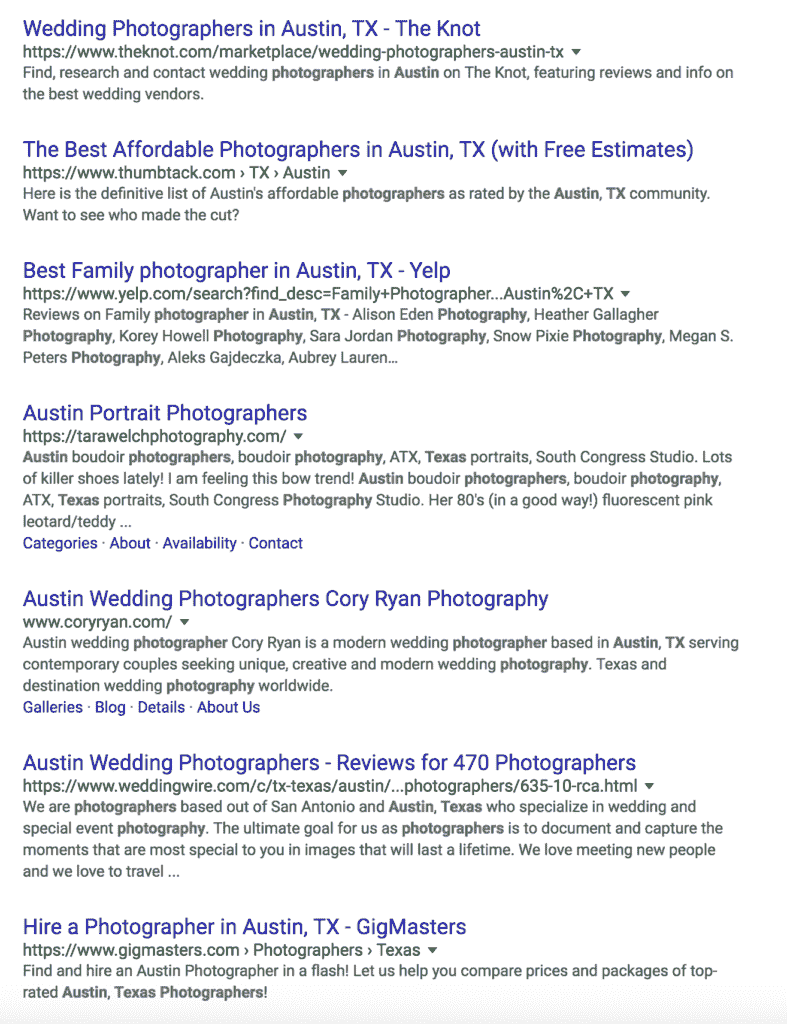 Wedding Photographers in Austin, TX - The Knot
https://www.theknot.com/marketplace/wedding-photographers-austin-tx
Find, research and contact wedding photographers in Austin on The Knot, featuring reviews and info on
the best wedding vendors.
The Best Affordable Photographers in Austin, TX (with Free Estimates)
https://www.thumbtack.com › TX › Austin
Here is the definitive list of Austin's affordable photographers as rated by the Austin, TX community.
Want to see who made the cut?
Best Family photographer in Austin, TX - Yelp
https://www.yelp.com/search?find_desc=Family+Photographer...Austin%2C+TX
Reviews on Family photographer in Austin, TX - Alison Eden Photography, Heather Gallagher
Photography, Korey Howell Photography, Sara Jordan Photography, Snow Pixie Photography, Megan S.
Peters Photography, Aleks Gajdeczka, Aubrey Lauren...
Austin Portrait Photographers
https://tarawelchphotography.com/
Austin boudoir photographers, boudoir photography, ATX, Texas portraits, South Congress Studio. Lots
of killer shoes lately! I am feeling this bow trend! Austin boudoir photographers, boudoir photography,
ATX, Texas portraits, South Congress Photography Studio. Her 80's (in a good way!) fluorescent pink
leotard/teddy ...
Categories · About · Availability · Contact
Austin Wedding Photographers Cory Ryan Photography
www.coryryan.com/
Austin wedding photographer Cory Ryan is a modern wedding photographer based in Austin, TX serving
contemporary couples seeking unique, creative and modern wedding photography. Texas and
destination wedding photography worldwide.
Galleries · Blog · Details · About Us
Austin Wedding Photographers - Reviews for 470 Photographers
https://www.weddingwire.com/c/tx-texas/austin/...photographers/635-10-rca.html
We are photographers based out of San Antonio and Austin, Texas who specialize in wedding and
special event photography. The ultimate goal for us as photographers is to document and capture the
moments that are most special to you in images that will last a lifetime. We love meeting new people
and we love to travel ...
Hire a Photographer in Austin, TX - GigMasters
https://www.gigmasters.com › Photographers › Texas
Find and hire an Austin Photographer in a flash! Let us help you compare prices and packages of top-
rated Austin, Texas Photographers!